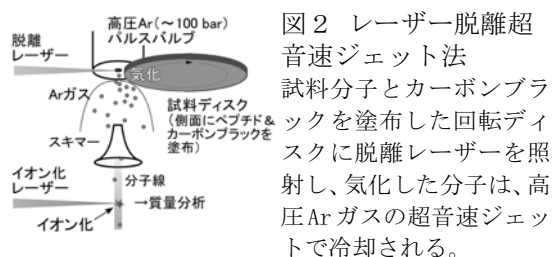 高圧Ar(~100 bar)
パルスバルブ
脱離
レーザー
気化
Arガス
試料ディスク
(側面にペプチド&
カーボンブラックを
塗布)
スキマー
イオン化
レーザー
分子線
→質量分析
イオン化
図2 レーザー脱離超
音速ジェット法
試料分子とカーボンブラ
ックを塗布した回転ディ
スクに脱離レーザーを照
射し、気化した分子は、高
圧Arガスの超音速ジェッ
トで冷却される。